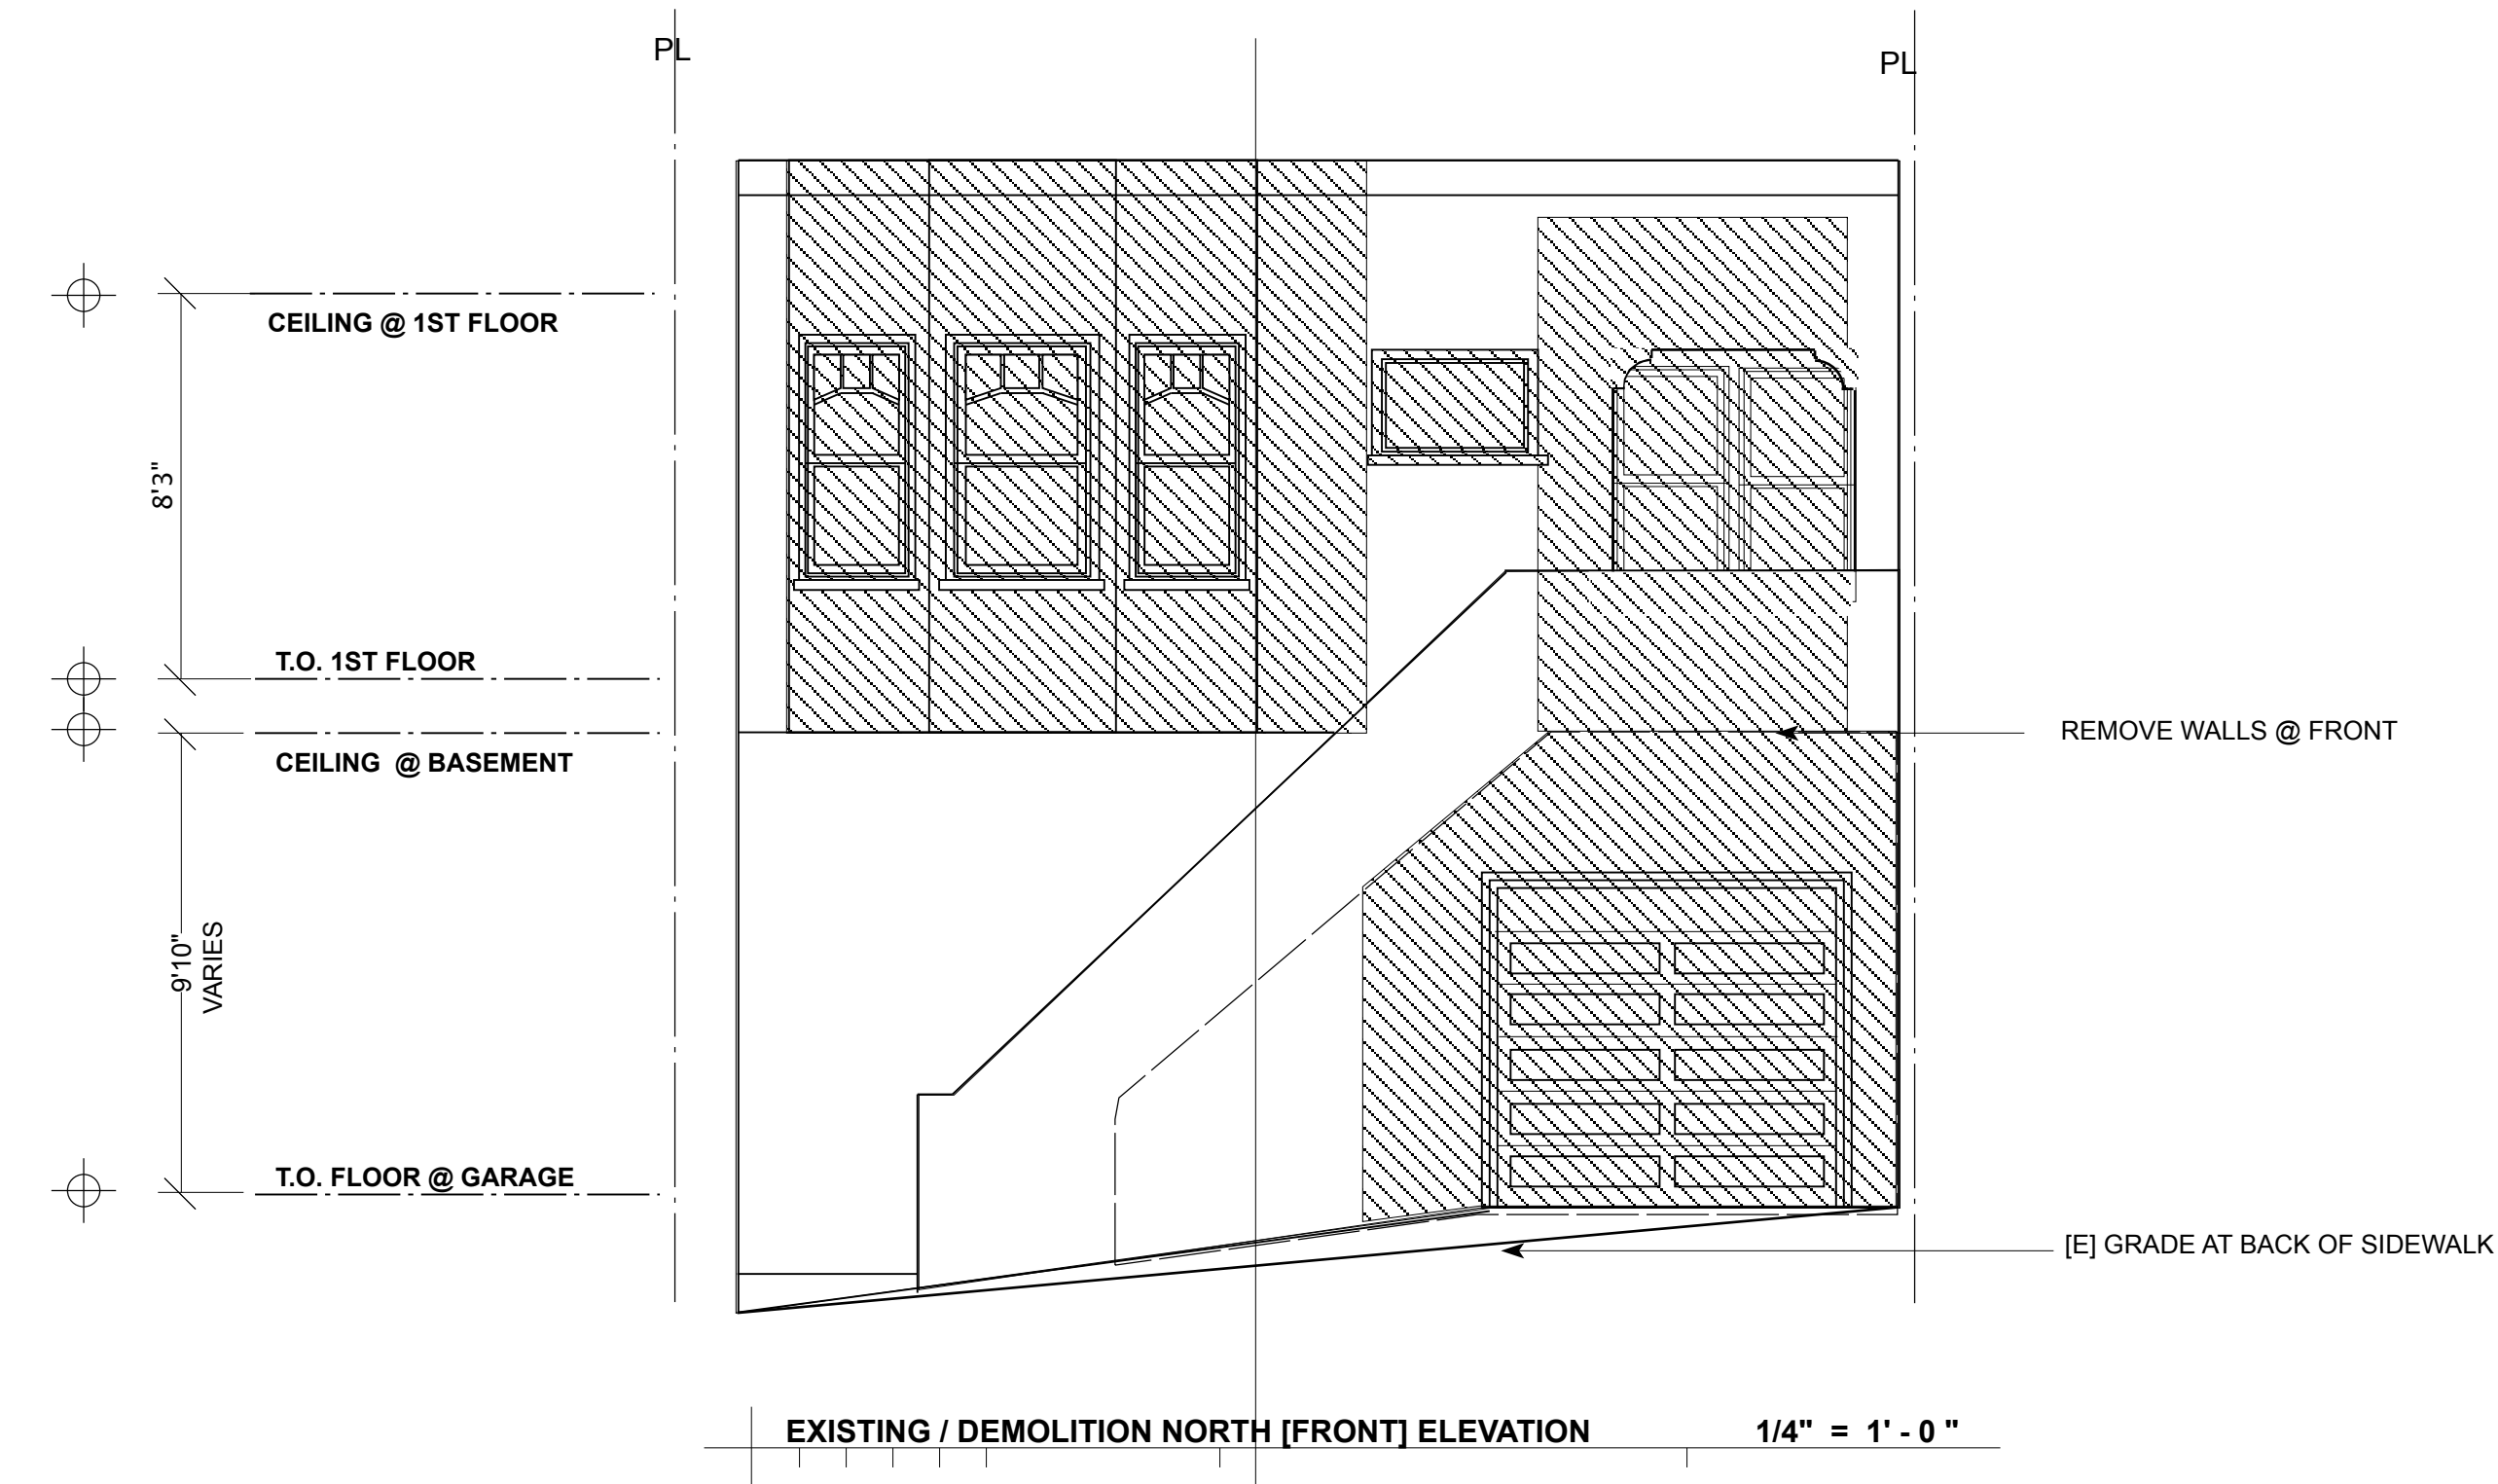 PL
PL
CEILING @ 1ST FLOOR
8'3"
T.O. 1ST FLOOR
CEILING @ BASEMENT
REMOVE WALLS @ FRONT
9'10"
VARIES
T.O. FLOOR @ GARAGE
[E] GRADE AT BACK OF SIDEWALK
EXISTING / DEMOLITION NORTH [FRONT] ELEVATION
1/4" = 1' - 0 "